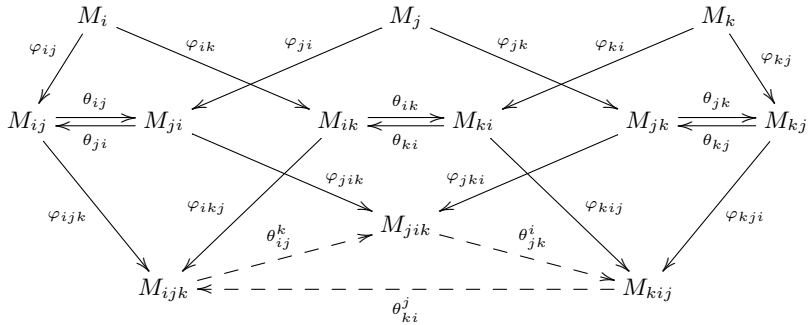 M_i M_j M_k
φ_{ij} φ_{ik} φ_{ji} φ_{jk} φ_{ki} φ_{kj}
θ_{ij} θ_{ik} θ_{jk}
M_{ij} M_{ji} M_{ik} M_{ki} M_{jk} M_{kj}
θ_{ji} θ_{ki} θ_{kj}
φ_{jik} φ_{jki}
φ_{ijk} φ_{ikj} φ_{kij} φ_{kji}
M_{jik}
θ_{ij}^k θ_{jk}^i
M_{ijk} M_{kij}
θ_{ki}^j